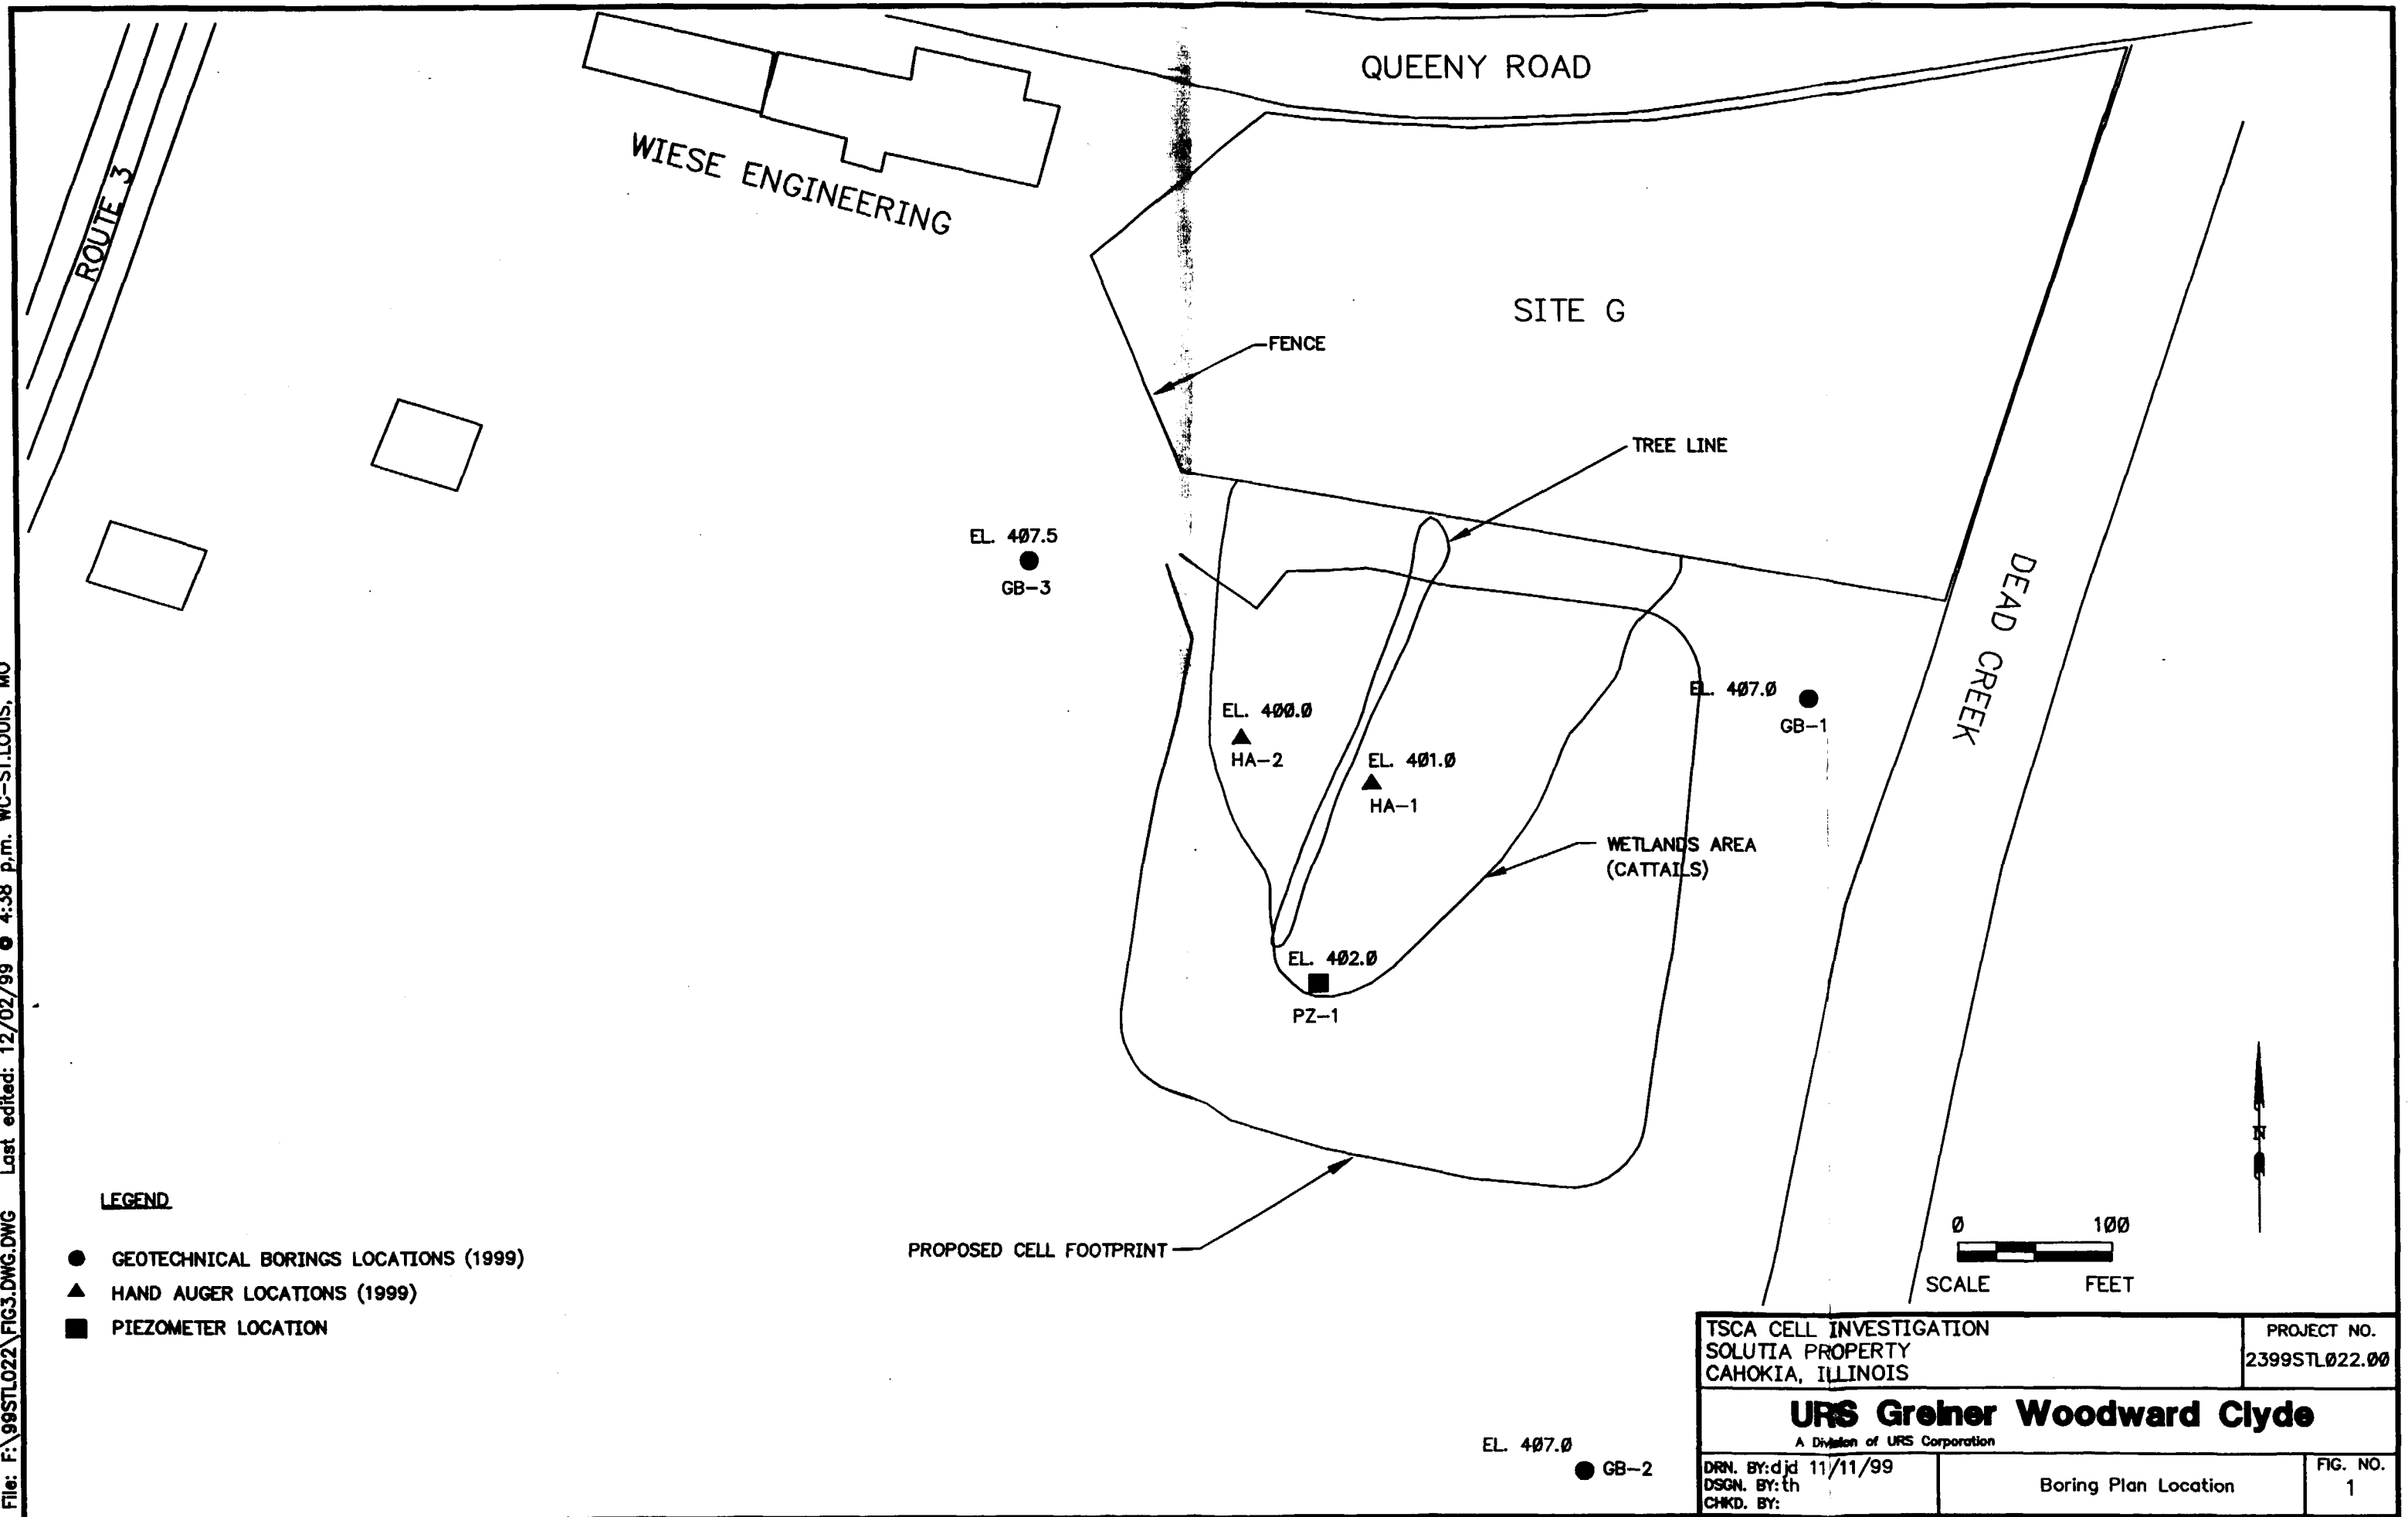 QUEENY ROAD
WIESE ENGINEERING
ROUTE 3
SITE G
FENCE
TREE LINE
EL. 407.5
GB-3
DEAD CREEK
EL. 407.0
GB-1
EL. 400.0
HA-2
EL. 401.0
HA-1
WETLANDS AREA
(CATTAILS)
EL. 402.0
PZ-1
N
LEGEND
GEOTECHNICAL BORINGS LOCATIONS (1999)
HAND AUGER LOCATIONS (1999)
PIEZOMETER LOCATION
PROPOSED CELL FOOTPRINT
0 100
SCALE FEET
EL. 407.0
GB-2
TSCA CELL INVESTIGATION
SOLUTIA PROPERTY
CAHOKIA, ILLINOIS
PROJECT NO.
2399STL022.00
URS Greiner Woodward Clyde
A Division of URS Corporation
DRN. BY:djd 11/11/99
DSGN. BY:th
CHKD. BY:
Boring Plan Location
FIG. NO.
1
File: F:\99STL022\FIG3.DWG.DWG Last edited: 12/02/99 @ 4:38 p.m. WC-ST.LOUIS, MO